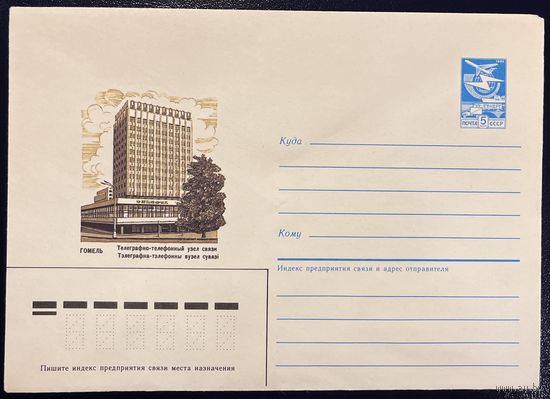 ПОЧТА 5 СССР
Куда
Кому
ГОМЕЛЬ
Телеграфно-телефонный узел связи
Тэлеграфна-тэлефонны вузел сувязі
Индекс предприятия связи и адрес отправителя
Пишите индекс предприятия связи места назначения